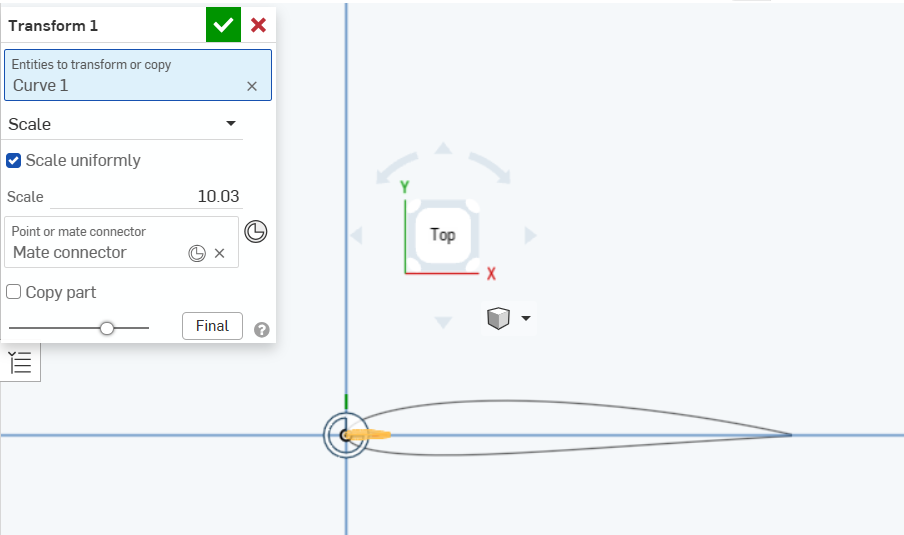 Transform 1
Entities to transform or copy
Curve 1
Scale
Scale uniformly
Scale 10.03
Point or mate connector
Mate connector
Copy part
Final
?
Y
Top
X